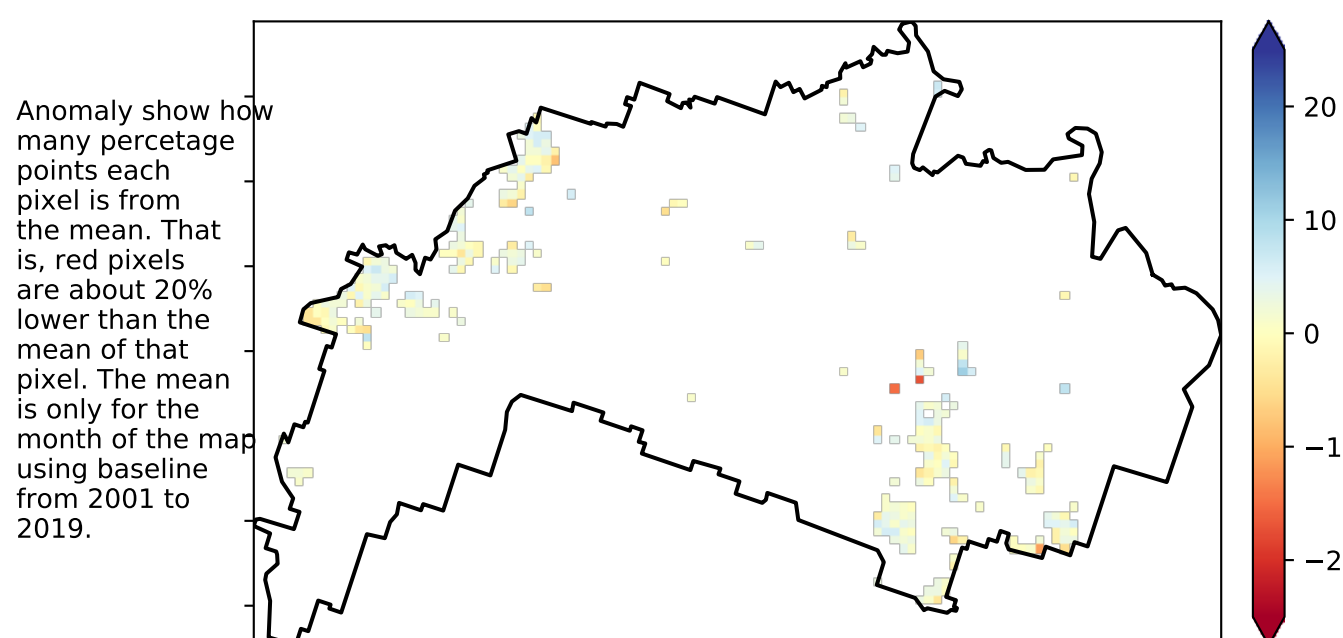 Anomaly show how
many percetage
points each
pixel is from
the mean. That
is, red pixels
are about 20%
lower than the
mean of that
pixel. The mean
is only for the
month of the map
using baseline
from 2001 to
2019.
20
10
0
−1
−2